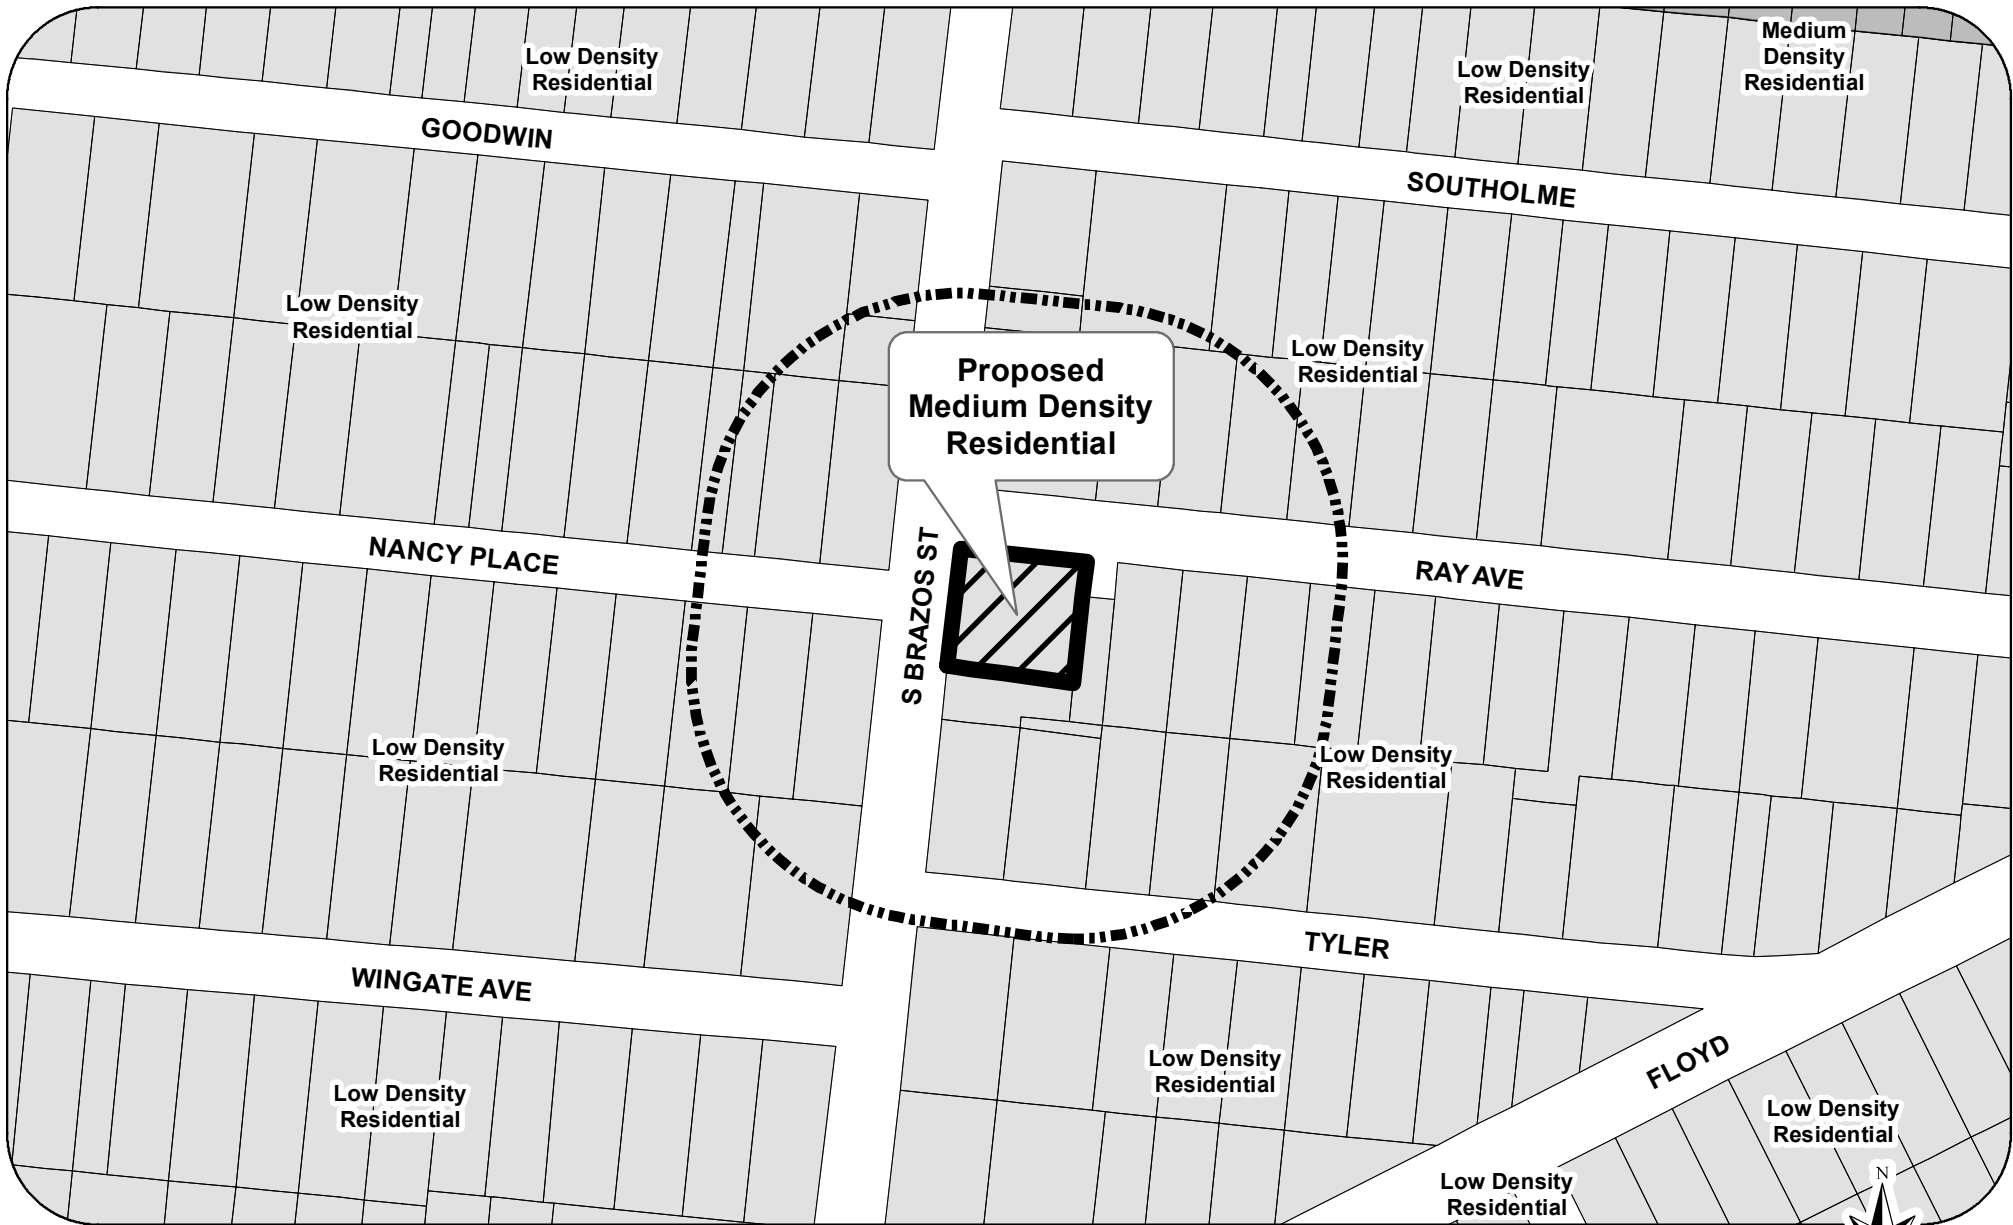 Low Density
Residential
Low Density
Residential
Medium
Density
Residential
GOODWIN
SOUTHOLME
Low Density
Residential
Low Density
Residential
Proposed
Medium Density
Residential
NANCY PLACE
S BRAZOS ST
RAY AVE
Low Density
Residential
Low Density
Residential
WINGATE AVE
TYLER
FLOYD
Low Density
Residential
Low Density
Residential
Low Density
Residential
Low Density
Residential
N